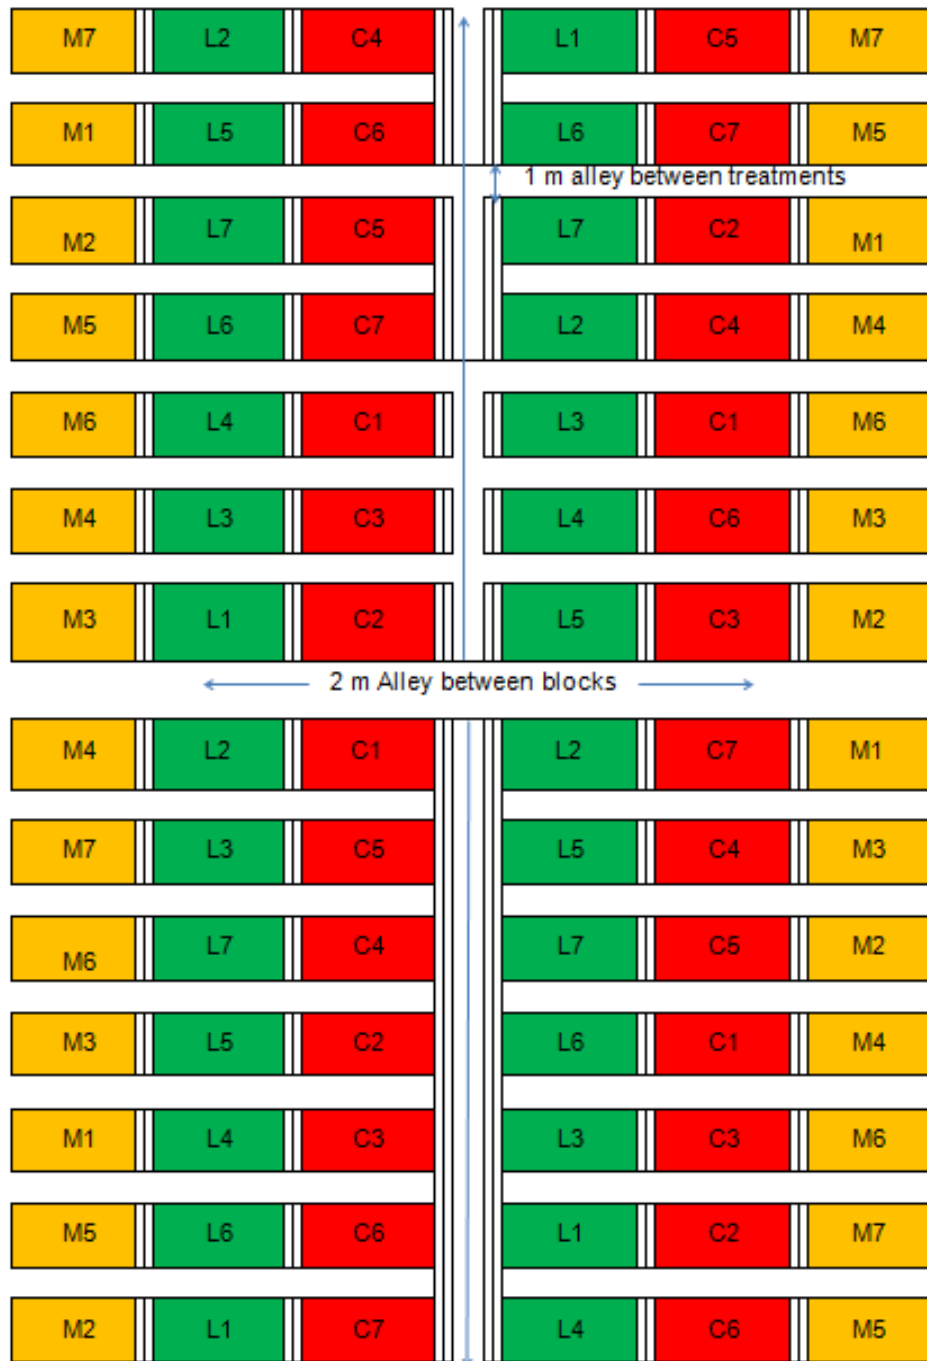 M7 L2 C4 L1 C5 M7
M1 L5 C6 L6 C7 M5
1 m alley between treatments
M2 L7 C5 L7 C2 M1
M5 L6 C7 L2 C4 M4
M6 L4 C1 L3 C1 M6
M4 L3 C3 L4 C6 M3
M3 L1 C2 L5 C3 M2
2 m Alley between blocks
M4 L2 C1 L2 C7 M1
M7 L3 C5 L5 C4 M3
M6 L7 C4 L7 C5 M2
M3 L5 C2 L6 C1 M4
M1 L4 C3 L3 C3 M6
M5 L6 C6 L1 C2 M7
M2 L1 C7 L4 C6 M5